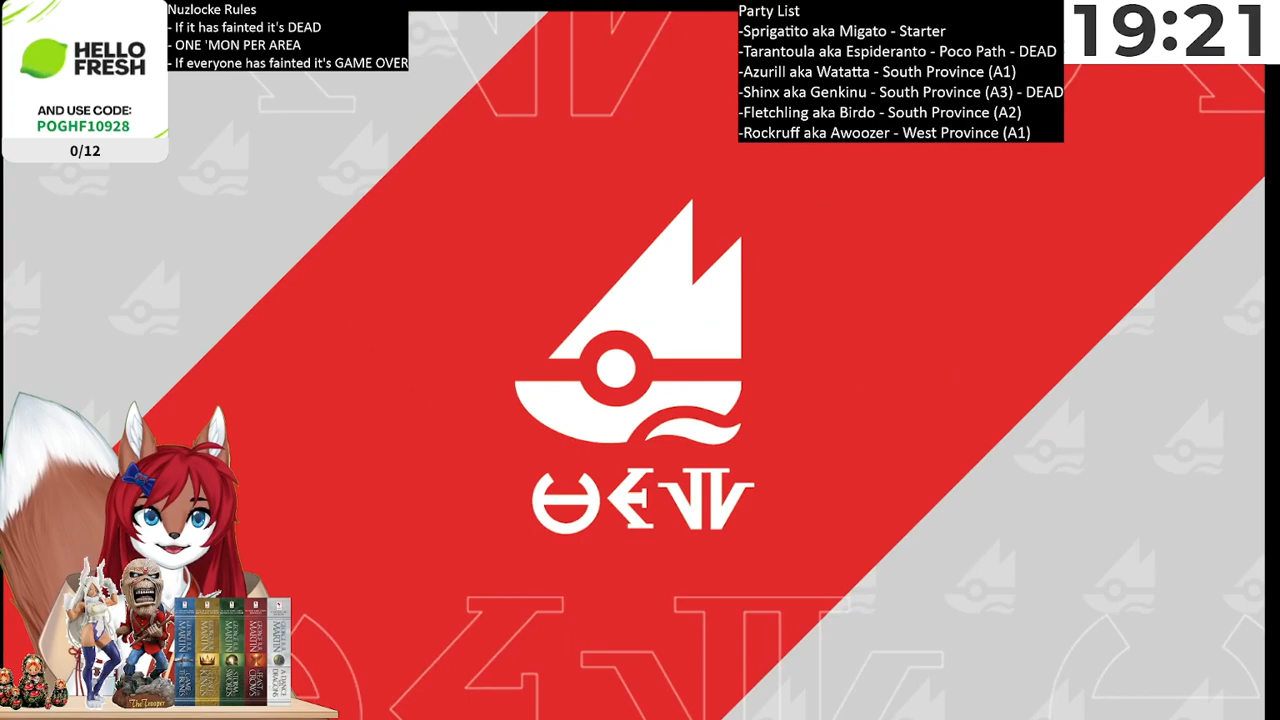 HELLO
FRESH
AND USE CODE:
POGHF10928
0/12
Nuzlocke Rules
- If it has fainted it's DEAD
- ONE 'MON PER AREA
- If everyone has fainted it's GAME OVER
Party List
-Sprigatito aka Migato - Starter
-Tarantoula aka Espideranto - Poco Path - DEAD
-Azurill aka Watatta - South Province (A1)
-Shinx aka Genkinu - South Province (A3) - DEAD
-Fletchling aka Birdo - South Province (A2)
-Rockruff aka Awoozer - West Province (A1)
19:21
The Trooper